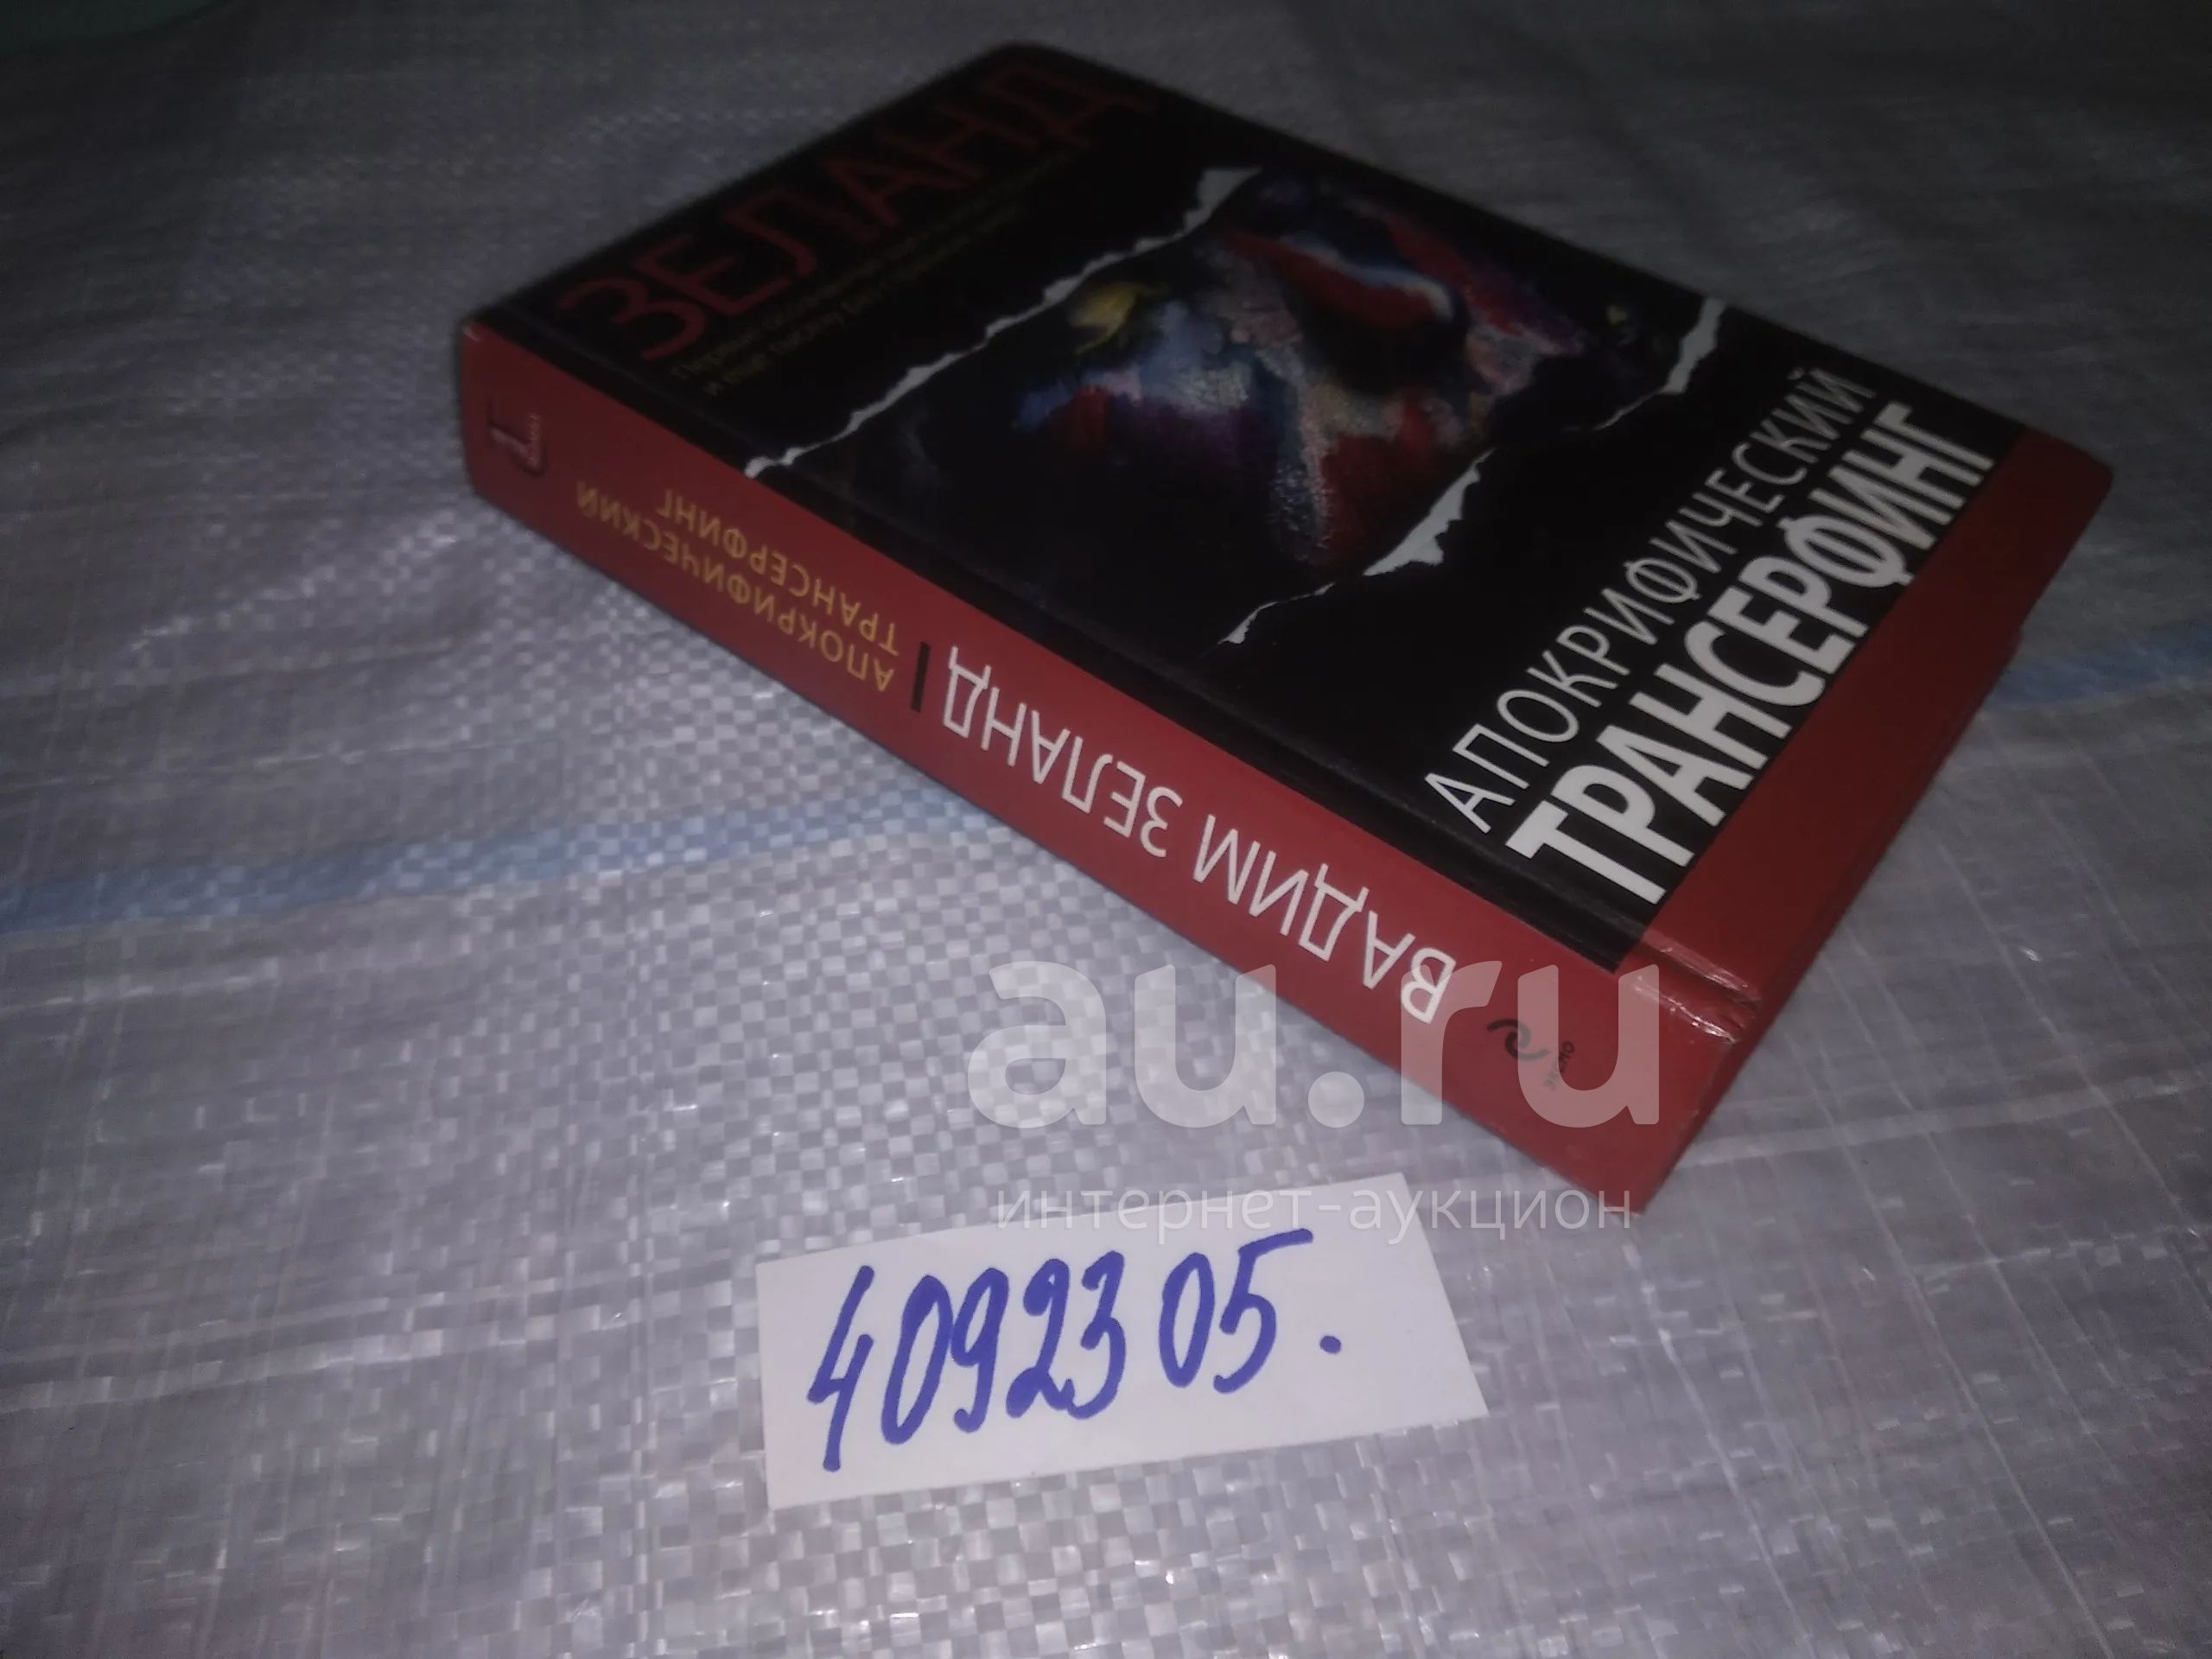 ЗЕЛАНД
АПОКРИФИЧЕСКИЙ
ТРАНСЕРФИНГ
ВАДИМ ЗЕЛАНД
АПОКРИФИЧЕСКИЙ
ТРАНСЕРФИНГ
au.ru
интернет-аукцион
4092305.